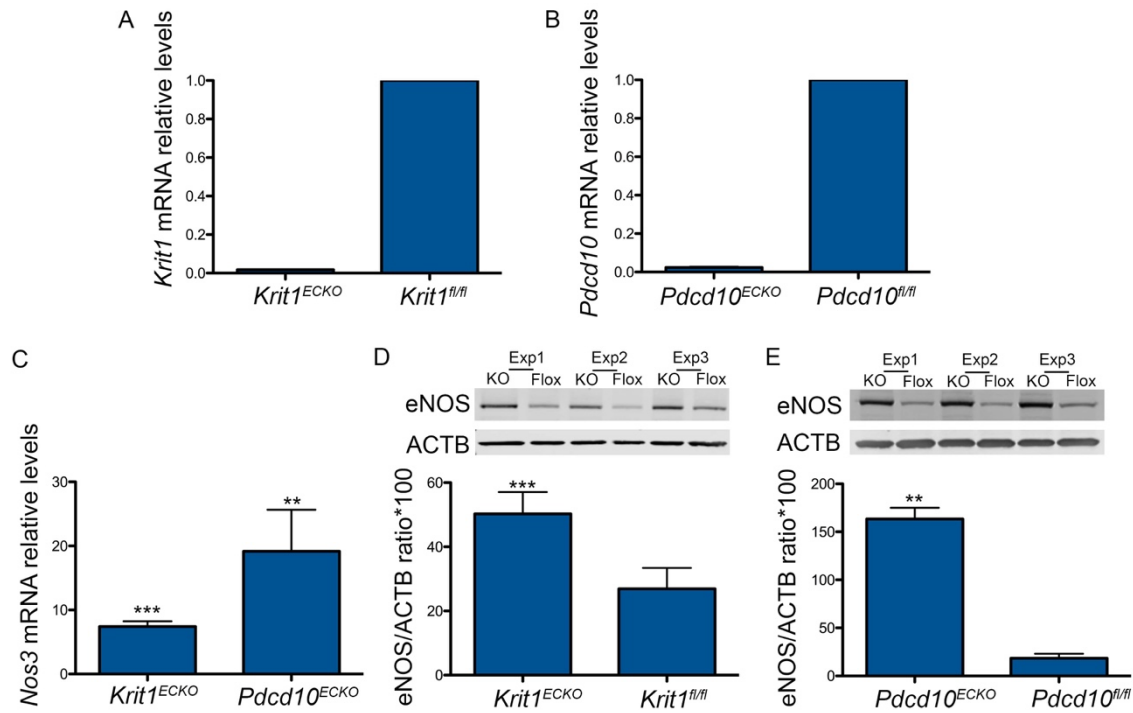 A
Krit1 mRNA relative levels
1.0
0.8
0.6
0.4
0.2
0.0
Krit1ECKO
Krit1fl/fl
B
Pdcd10 mRNA relative levels
1.0
0.8
0.6
0.4
0.2
0.0
Pdcd10ECKO
Pdcd10fl/fl
C
Nos3 mRNA relative levels
30
20
10
0
***
**
Krit1ECKO
Pdcd10ECKO
D
Exp1 Exp2 Exp3
KO Flox KO Flox KO Flox
eNOS
ACTB
eNOS/ACTB ratio*100
60
40
20
0
***
Krit1ECKO
Krit1fl/fl
E
Exp1 Exp2 Exp3
KO Flox KO Flox KO Flox
eNOS
ACTB
eNOS/ACTB ratio*100
200
150
100
50
0
**
Pdcd10ECKO
Pdcd10fl/fl